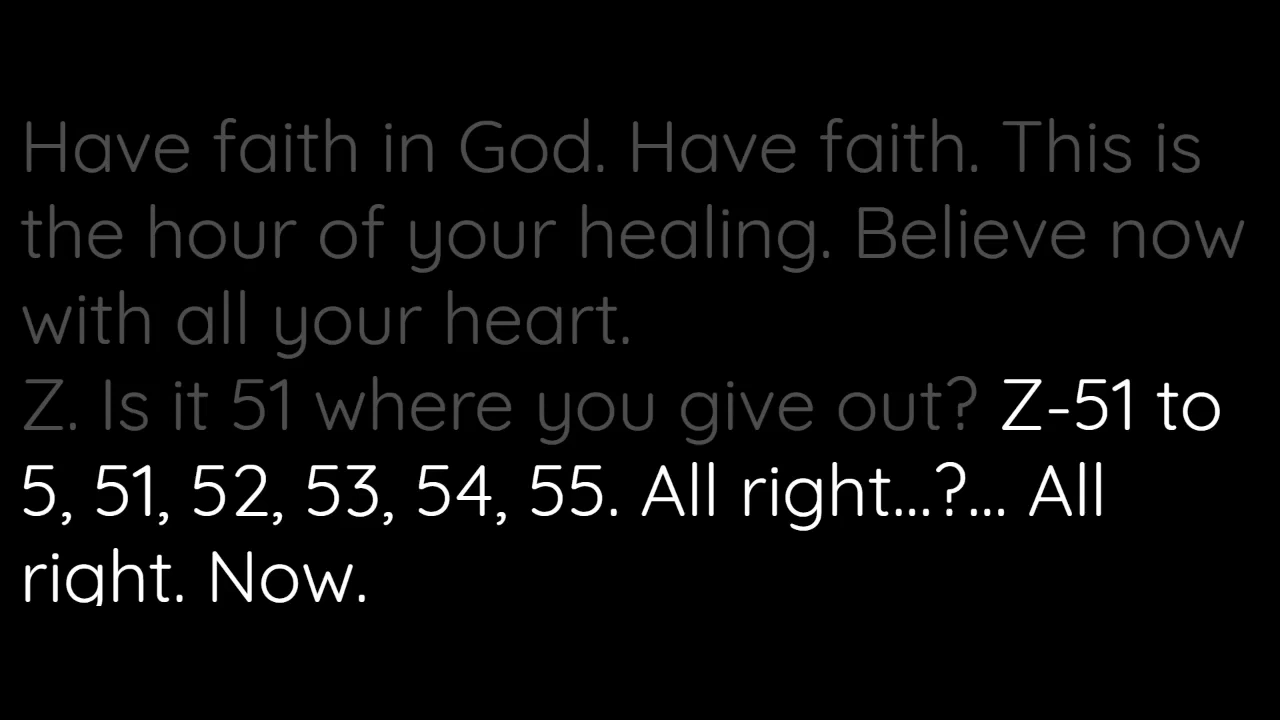 Have faith in God. Have faith. This is
the hour of your healing. Believe now
with all your heart.
Z. Is it 51 where you give out? Z-51 to
5, 51, 52, 53, 54, 55. All right...?... All
right. Now.